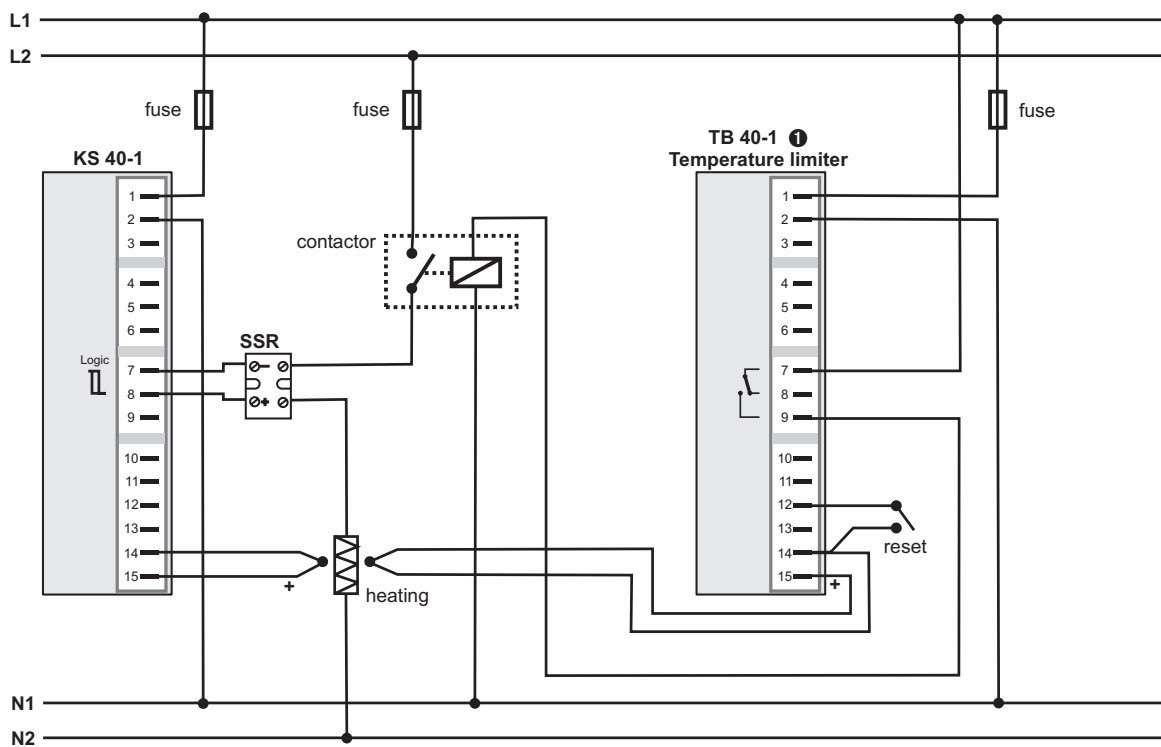 L1
L2
fuse
fuse
fuse
KS 40-1
TB 40-1 ❶
Temperature limiter
1
2
3
4
5
6
7
8
9
10
11
12
13
14
15
Logic
SSR
−
+
contactor
+
heating
1
2
3
4
5
6
7
8
9
10
11
12
13
14
15
+
reset
N1
N2